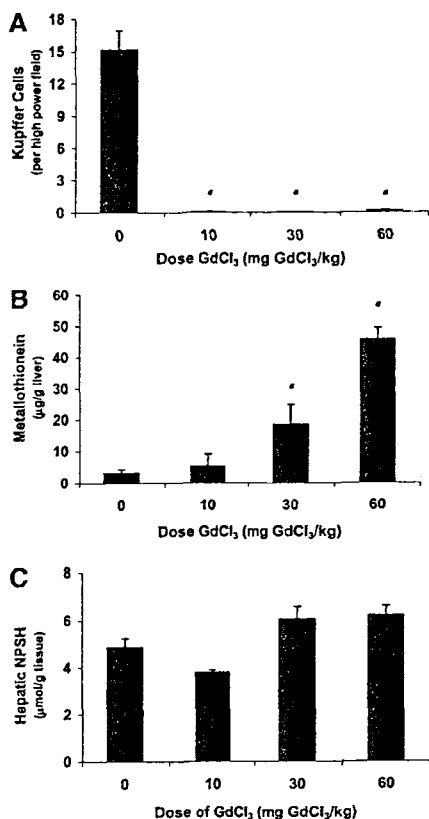 A
18
15
12
9
6
3
0
Kupffer Cells
(per high power field)
0 10 30 60
Dose GdCl₃ (mg GdCl₃/kg)
B
60
50
40
30
20
10
0
Metallothionein
(µg/g liver)
0 10 30 60
Dose GdCl₃ (mg GdCl₃/kg)
C
8
6
4
2
0
Hepatic NPSH
(µmol/g tissue)
0 10 30 60
Dose of GdCl₃ (mg GdCl₃/kg)